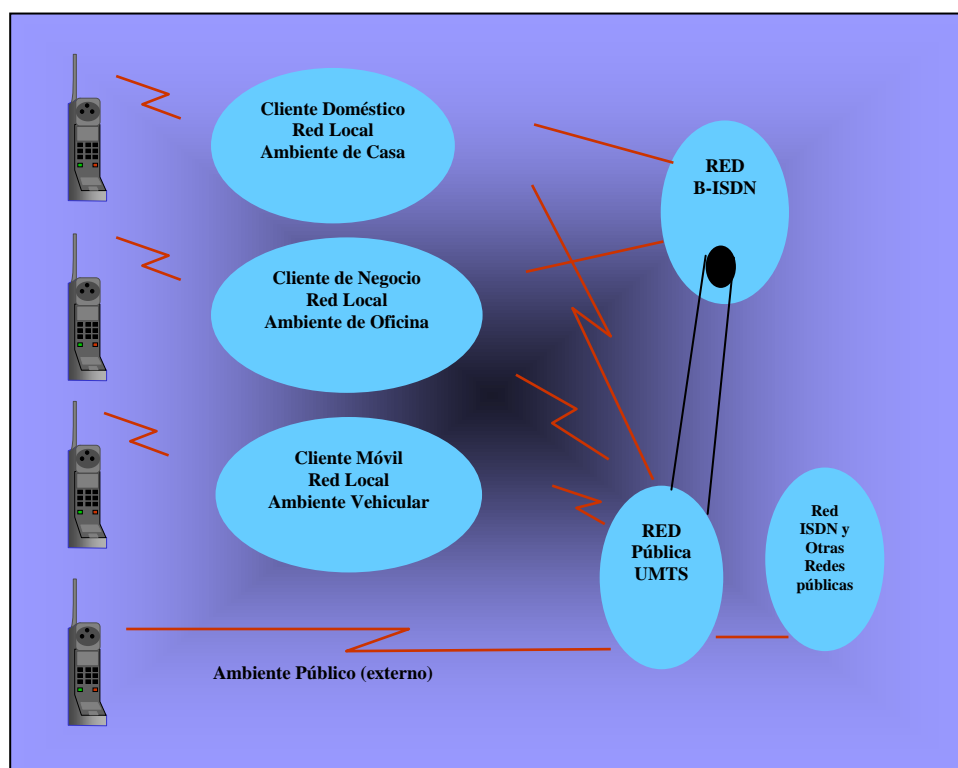 Cliente Doméstico
Red Local
Ambiente de Casa
RED
B-ISDN
Cliente de Negocio
Red Local
Ambiente de Oficina
Cliente Móvil
Red Local
Ambiente Vehicular
RED
Pública
UMTS
Red
ISDN y
Otras
Redes
públicas
Ambiente Público (externo)